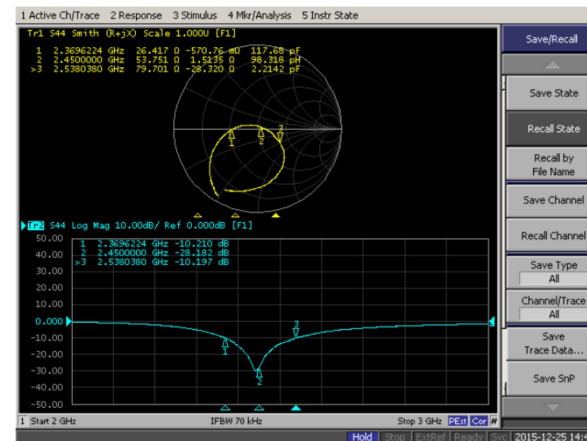 1 Active Ch/Trace 2 Response 3 Stimulus 4 Mkr/Analysis 5 Instr State
Tr1 S44 Smith (R+jX) Scale 1.000U [F1]
1 2.3696224 GHz 26.417 Ω -570.76 mΩ 117.68 pF
2 2.4500000 GHz 53.751 Ω 1.5135 Ω 98.318 pH
>3 2.5380380 GHz 79.701 Ω -28.320 Ω 2.2142 pF
1
2
3
Tr2 S44 Log Mag 10.00dB/ Ref 0.000dB [F1]
50.00
40.00
30.00
20.00
10.00
0.000
-10.00
-20.00
-30.00
-40.00
-50.00
1 2.3696224 GHz -10.210 dB
2 2.4500000 GHz -28.182 dB
>3 2.5380380 GHz -10.197 dB
1
2
3
1 Start 2 GHz IFBW 70 kHz Stop 3 GHz PExt Cor #
Hold Stop ExtRef Ready Svc 2015-12-25 14:4
Save/Recall
Save State
Recall State
Recall by
File Name
Save Channel
Recall Channel
Save Type
All
Channel/Trace
All
Save
Trace Data...
Save SnP